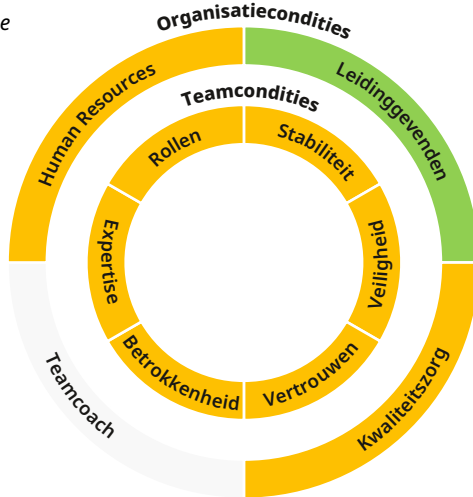 e
Organisatiecondities
Human Resources
Leidinggevenden
Teamcondities
Rollen
Stabiliteit
Expertise
Veiligheid
Betrokkenheid
Vertrouwen
Teamcoach
Kwaliteitszorg